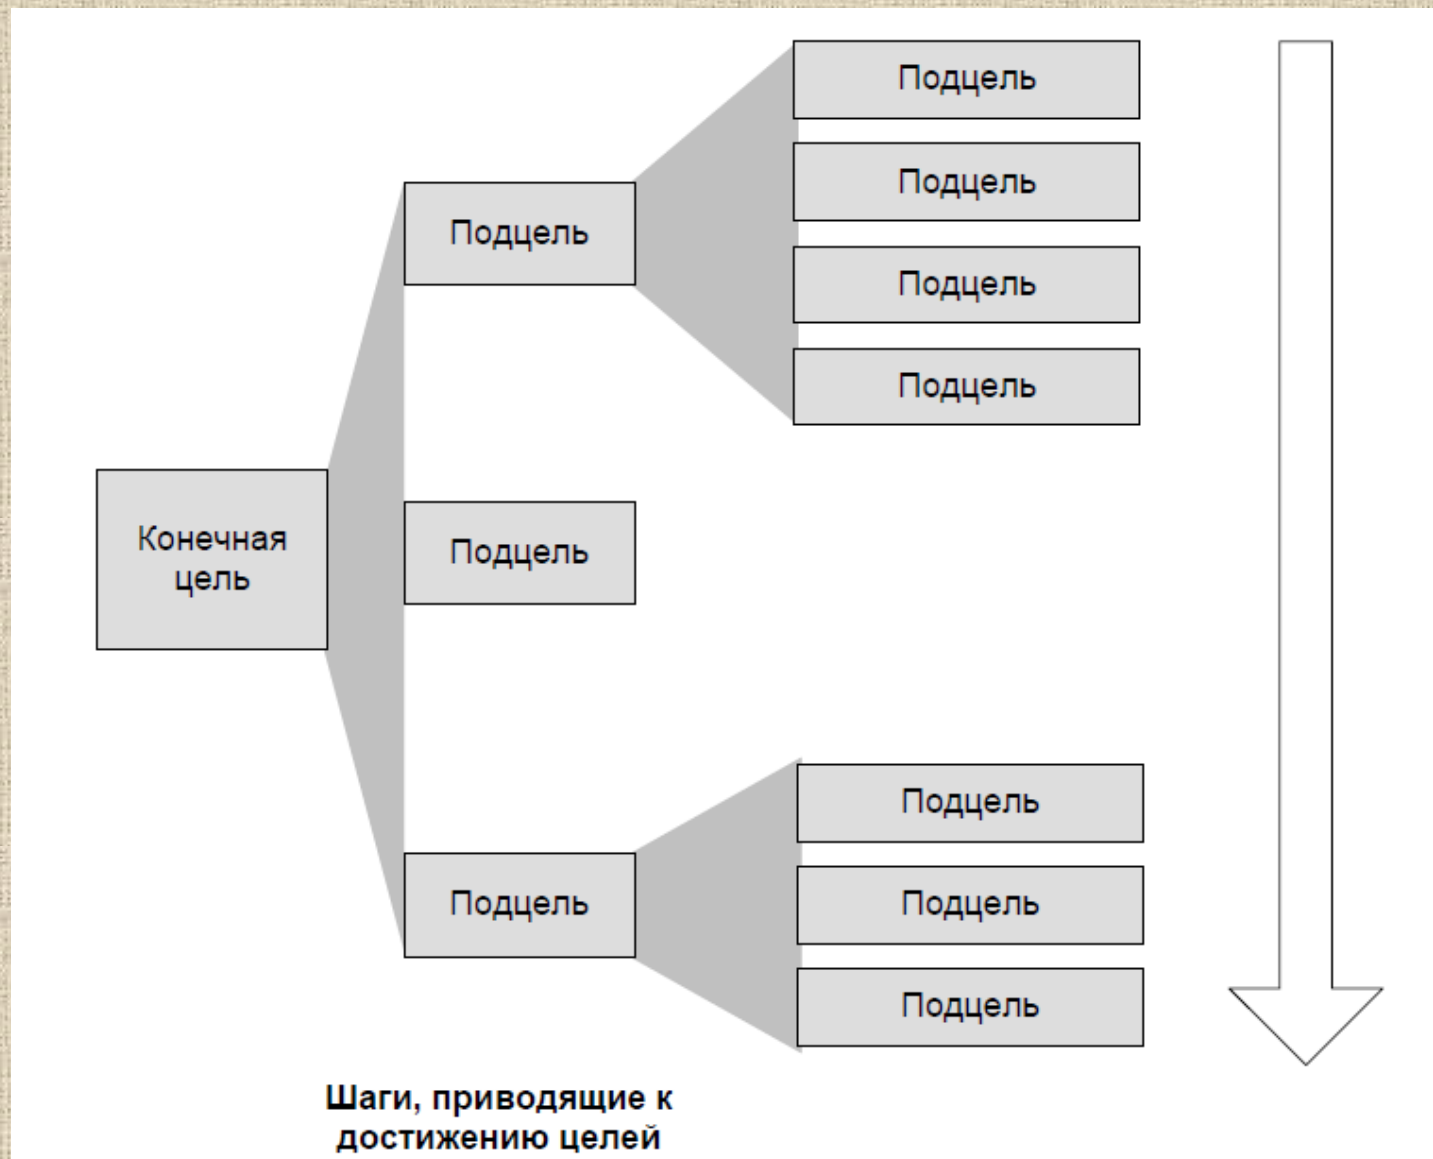 Подцель
Подцель
Подцель
Подцель
Подцель
Конечная
цель
Подцель
Подцель
Подцель
Подцель
Подцель
Шаги, приводящие к
достижению целей